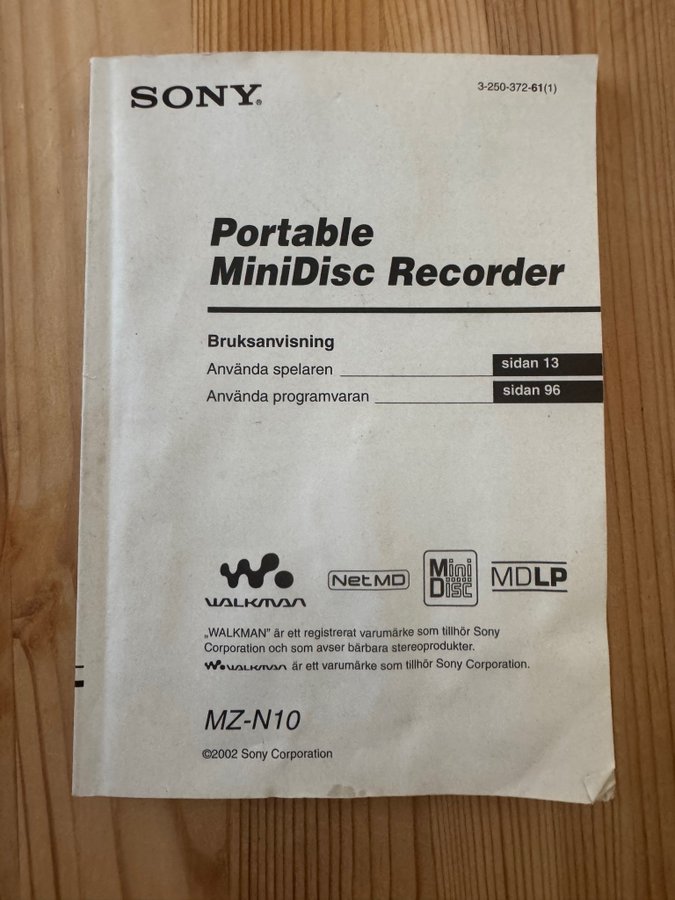 SONY®
3-250-372-61(1)
Portable
MiniDisc Recorder
Bruksanvisning
Använda spelaren sidan 13
Använda programvaran sidan 96
WALKMAN
Net MD
Mini
Disc
MDLP
„WALKMAN” är ett registrerat varumärke som tillhör Sony
Corporation och som avser bärbara stereoprodukter.
W. WALKMAN är ett varumärke som tillhör Sony Corporation.
MZ-N10
©2002 Sony Corporation